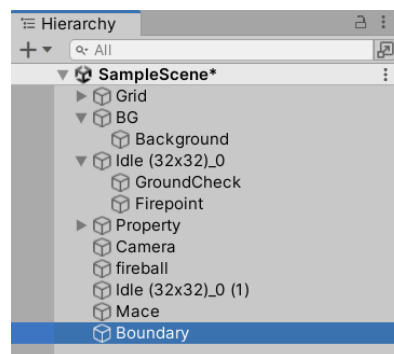 Hierarchy
All
SampleScene*
Grid
BG
Background
Idle (32x32)_0
GroundCheck
Firepoint
Property
Camera
fireball
Idle (32x32)_0 (1)
Mace
Boundary